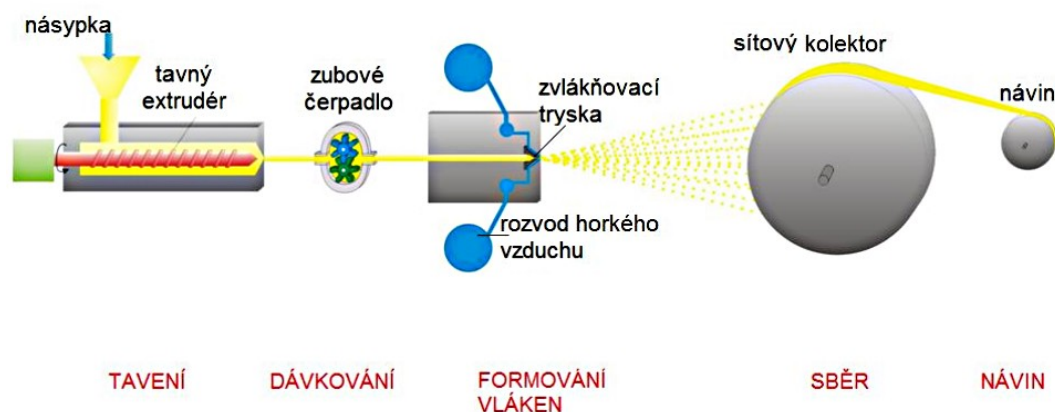 násypka
tavný
extrudér
zubové
čerpadlo
zvlákňovací
tryska
rozvod horkého
vzduchu
sítový kolektor
návin
TAVENÍ
DÁVKOVÁNÍ
FORMOVÁNÍ
VLÁKEN
SBĚR
NÁVIN